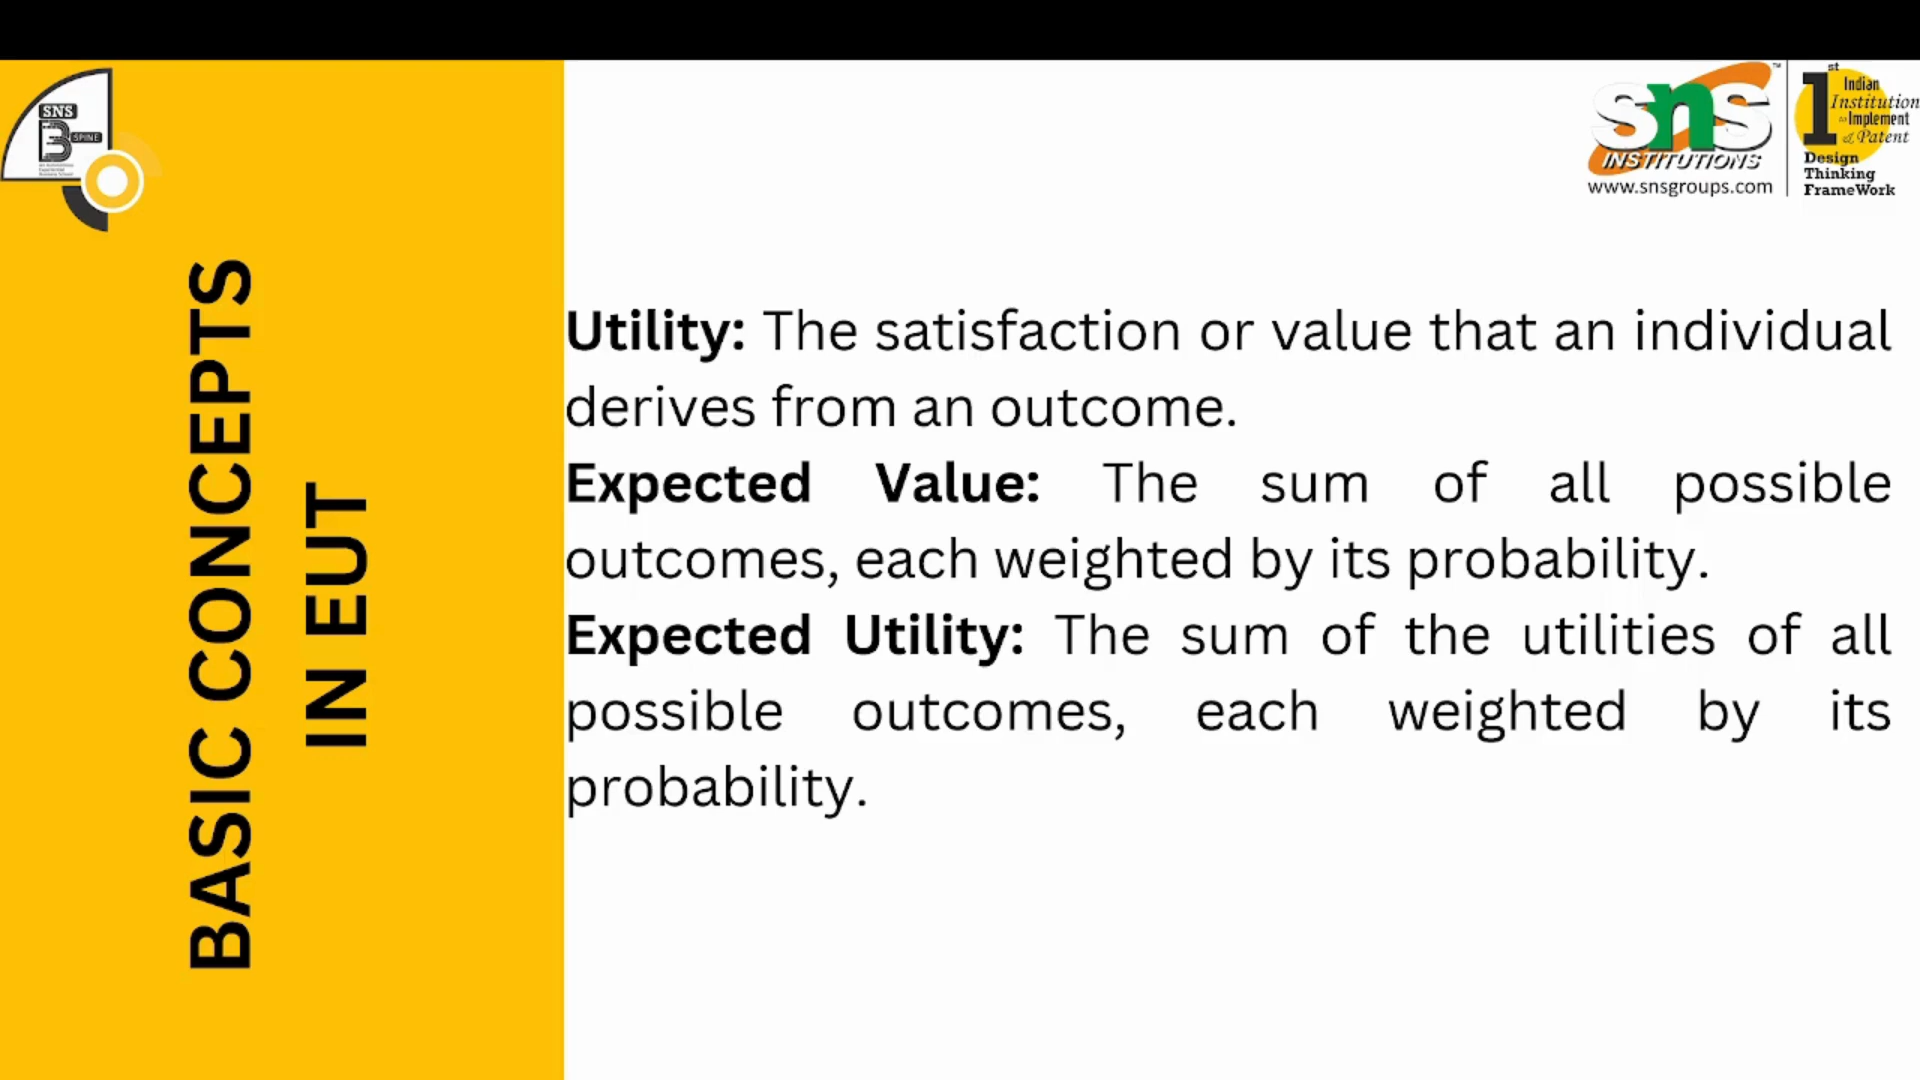 SNS
SPINE
sns
INSTITUTIONS
www.snsgroups.com
1st
Indian
Institution
to Implement
& Patent
Design
Thinking
FrameWork
BASIC CONCEPTS
IN EUT
Utility: The satisfaction or value that an individual
derives from an outcome.
Expected Value: The sum of all possible
outcomes, each weighted by its probability.
Expected Utility: The sum of the utilities of all
possible outcomes, each weighted by its
probability.